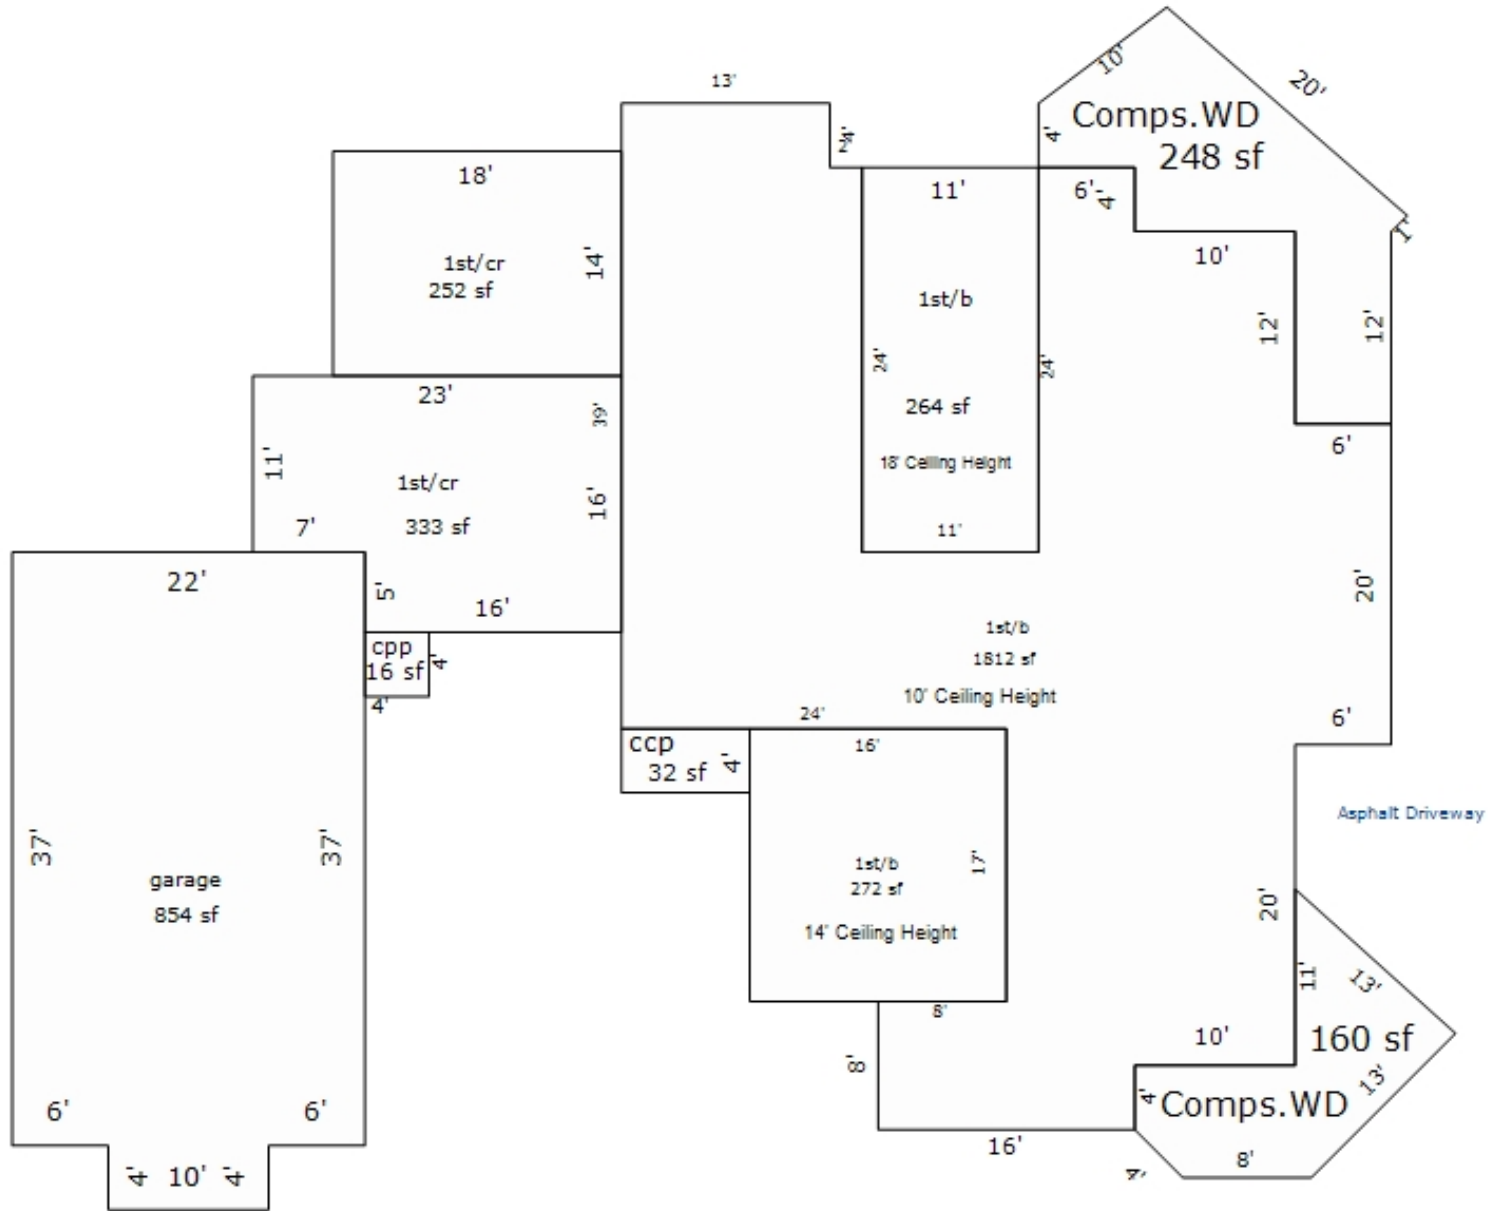 10'
20'
13'
Comps.WD
248 sf
4'
18'
11'
6'
4'
1'
10'
14'
1st/cr
252 sf
1st/b
12'
12'
24'
24'
23'
39'
264 sf
11'
18' Ceiling Height
6'
1st/cr
16'
333 sf
7'
11'
22'
5'
16'
20'
1st/b
1812 sf
10' Ceiling Height
cpp
16 sf
4'
4'
24'
6'
ccp
32 sf
4'
16'
Asphalt Driveway
37'
37'
1st/b
272 sf
17'
14' Ceiling Height
garage
854 sf
20'
11'
13'
8'
10'
160 sf
8'
13'
4'
Comps.WD
6'
6'
16'
4'
8'
4'
10'
4'